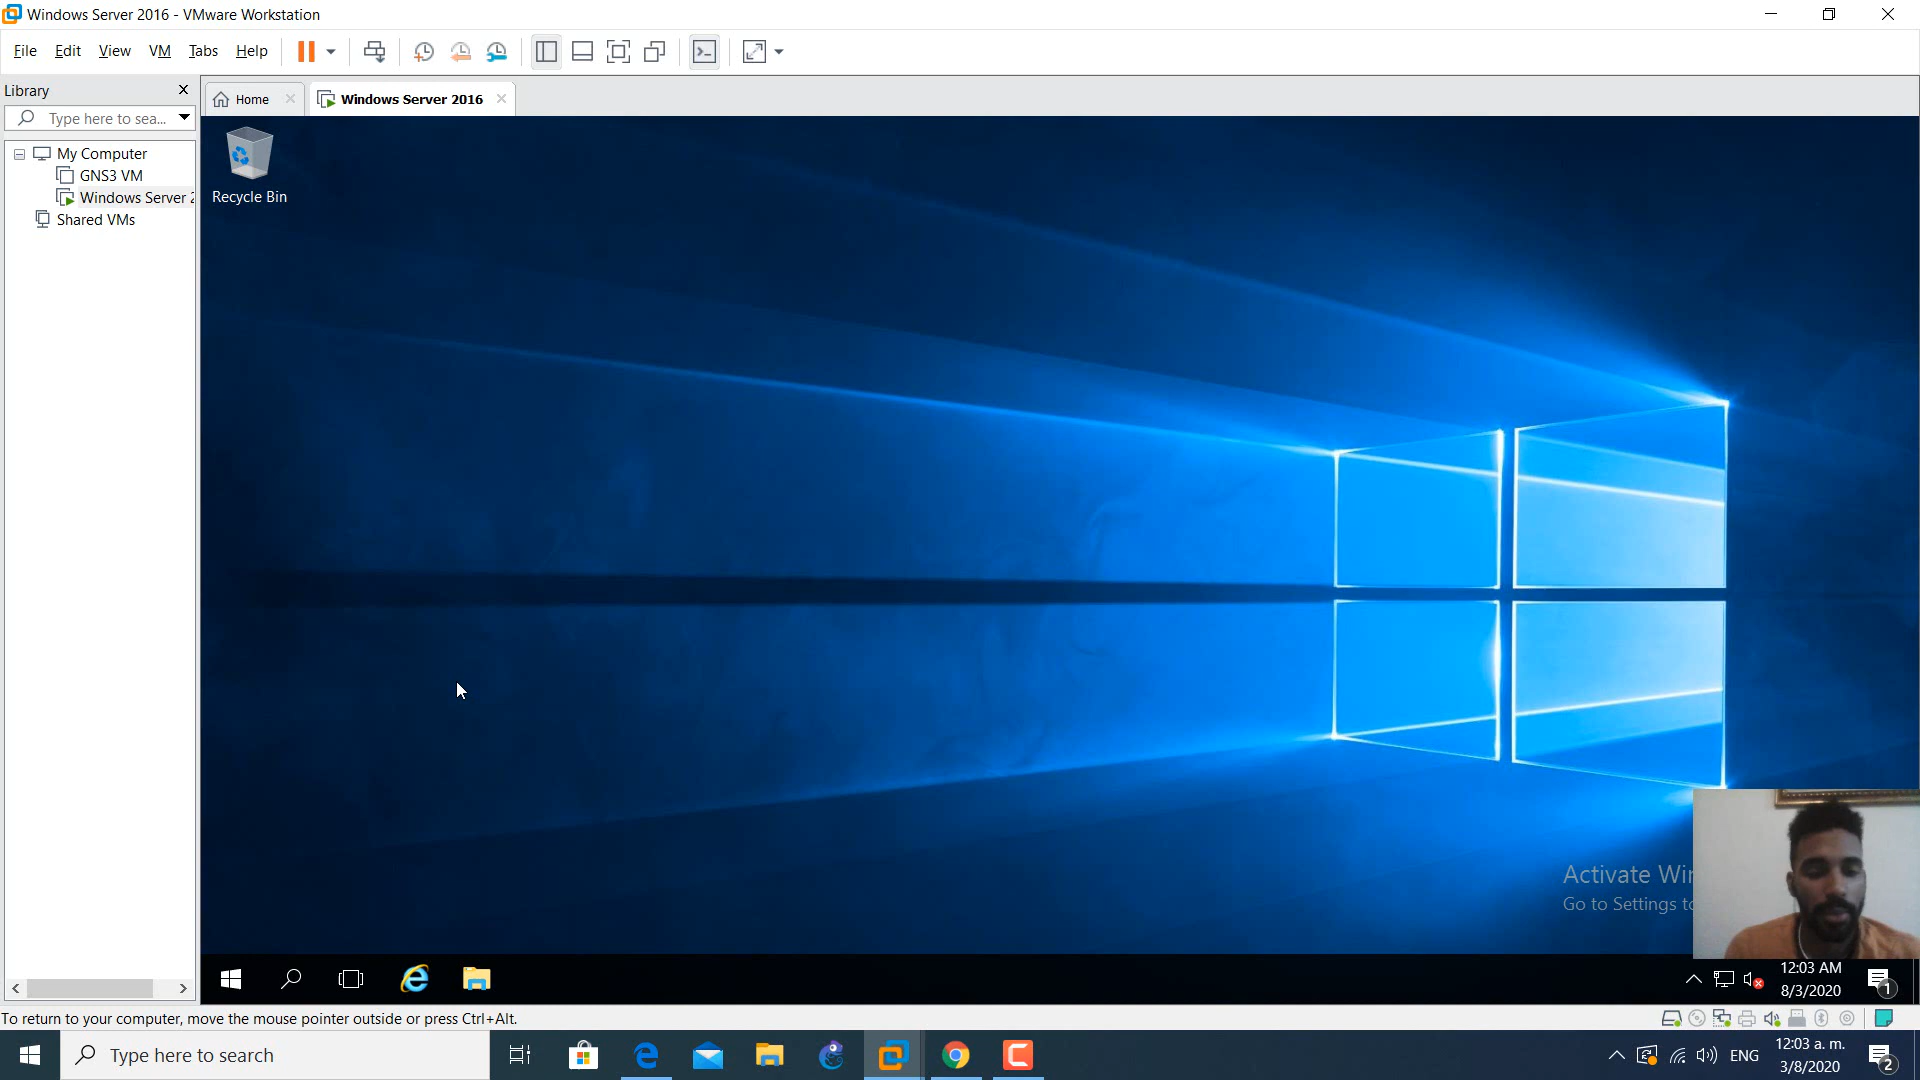 Windows Server 2016 - VMware Workstation
File Edit View VM Tabs Help
Library
Type here to sea...
Home
Windows Server 2016
My Computer
GNS3 VM
Windows Server 2
Shared VMs
Recycle Bin
Activate Wi
Go to Settings to
12:03 AM
8/3/2020
1
To return to your computer, move the mouse pointer outside or press Ctrl+Alt.
Type here to search
ENG
12:03 a. m.
3/8/2020
2